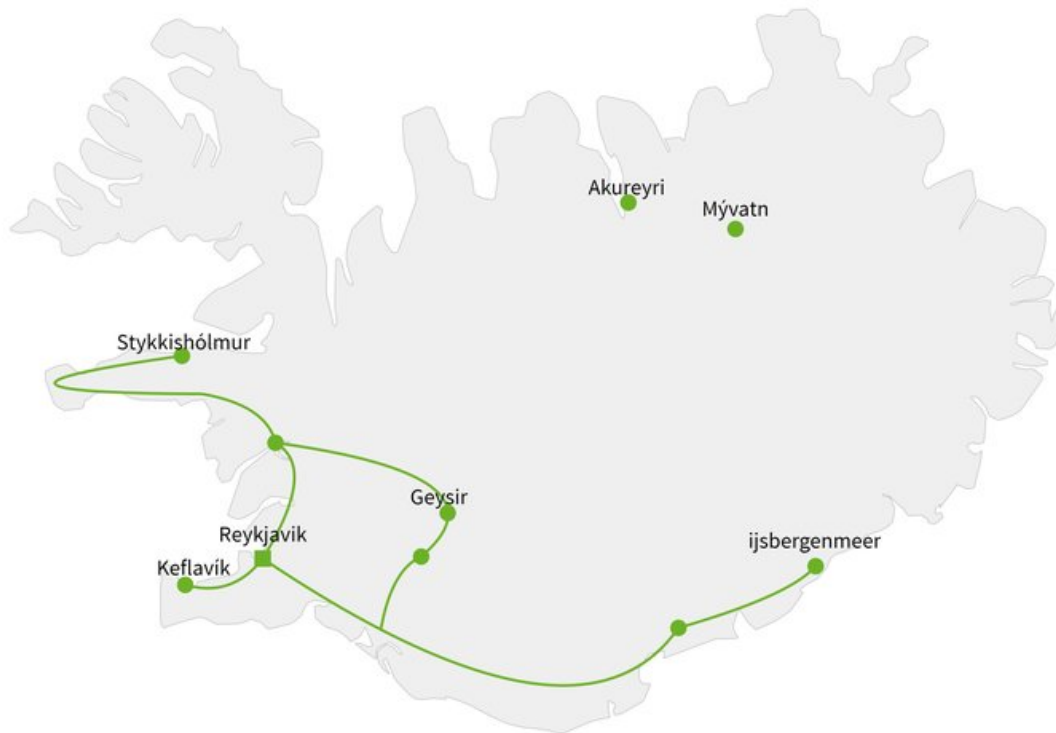 Akureyri
Mývatn
Stykkishólmur
Geysir
Reykjavik
ijsbergenmeer
Keflavík